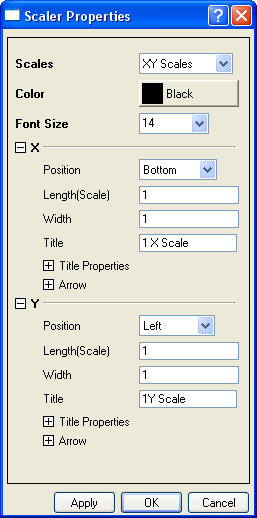 Scaler Properties
Scales XY Scales
Color Black
Font Size 14
X
Position Bottom
Length(Scale) 1
Width 1
Title 1 X Scale
Title Properties
Arrow
Y
Position Left
Length(Scale) 1
Width 1
Title 1Y Scale
Title Properties
Arrow
Apply OK Cancel